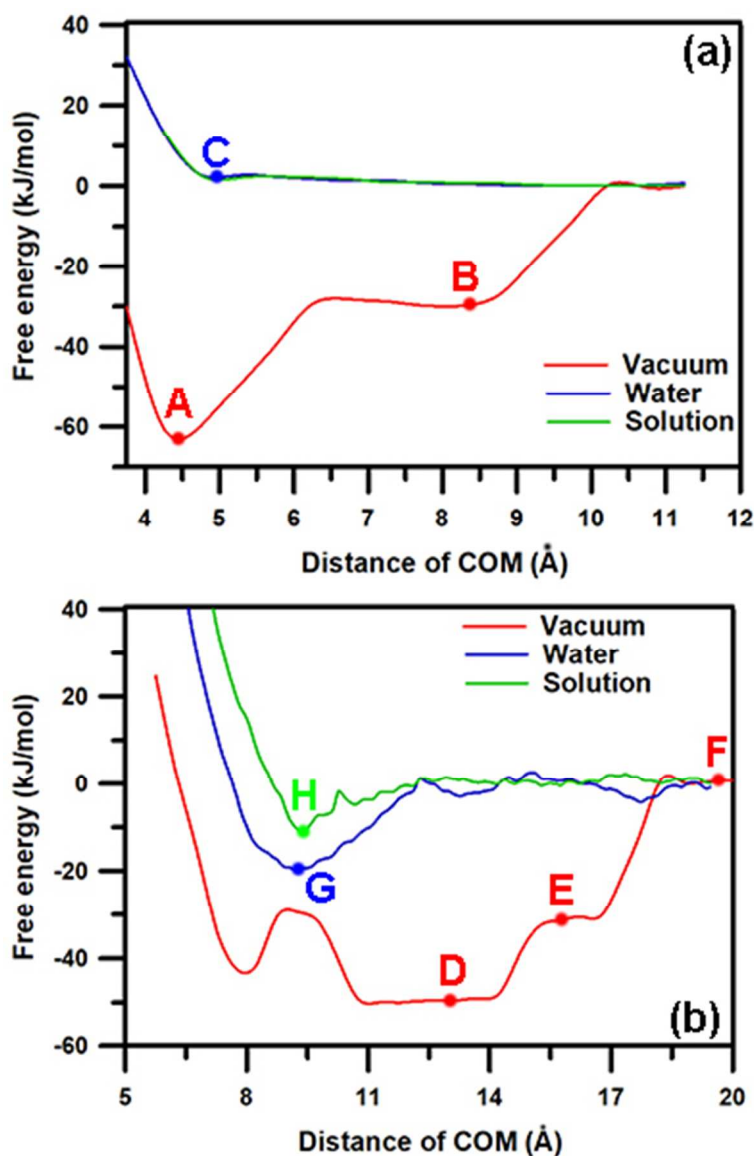 (a)
Free energy (kJ/mol)
40
20
0
-20
-40
-60
C
B
A
Vacuum
Water
Solution
4 5 6 7 8 9 10 11 12
Distance of COM (Å)
(b)
Free energy (kJ/mol)
40
20
0
-20
-40
-60
Vacuum
Water
Solution
F
H
G
E
D
5 8 11 14 17 20
Distance of COM (Å)